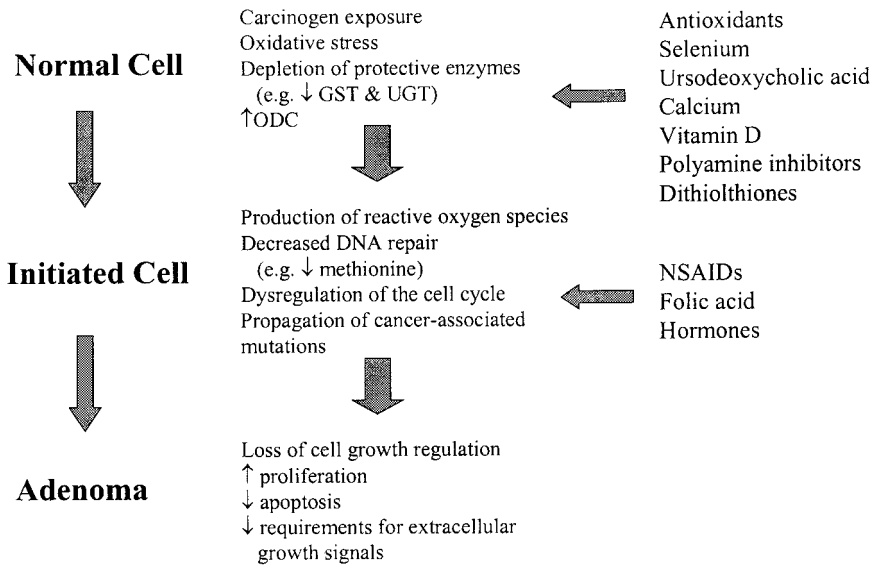 Normal Cell
Carcinogen exposure
Oxidative stress
Depletion of protective enzymes
(e.g. ↓ GST & UGT)
↑ODC
Antioxidants
Selenium
Ursodeoxycholic acid
Calcium
Vitamin D
Polyamine inhibitors
Dithiolthiones
Initiated Cell
Production of reactive oxygen species
Decreased DNA repair
(e.g. ↓ methionine)
Dysregulation of the cell cycle
Propagation of cancer-associated
mutations
NSAIDs
Folic acid
Hormones
Adenoma
Loss of cell growth regulation
↑ proliferation
↓ apoptosis
↓ requirements for extracellular
growth signals